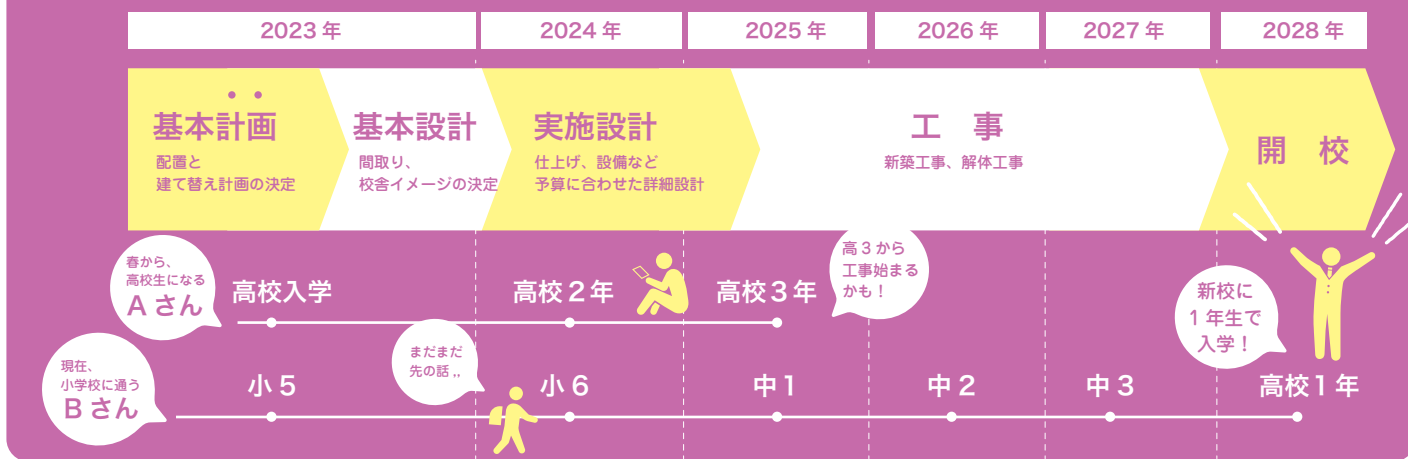 2023年
2024年
2025年
2026年
2027年
2028年
基本計画
配置と
建て替え計画の決定
基本設計
間取り、
校舎イメージの決定
実施設計
仕上げ、設備など
予算に合わせた詳細設計
工 事
新築工事、解体工事
開 校
春から、
高校生になる
Aさん
高校入学
高校2年
高校3年
高3から
工事始まる
かも!
新校に
1年生で
入学!
現在、
小学校に通う
Bさん
まだまだ
先の話,,
小5
小6
中1
中2
中3
高校1年